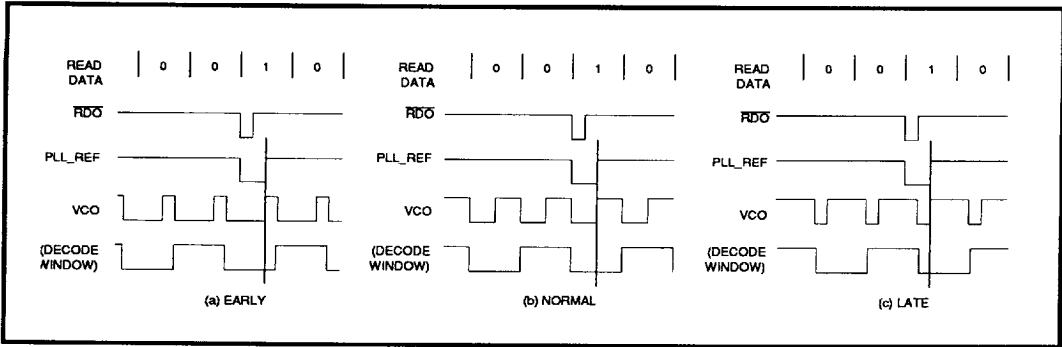 READ DATA | 0 | 0 | 1 | 0 |
RDO
PLL_REF
VCO
(DECODE WINDOW)
(a) EARLY
READ DATA | 0 | 0 | 1 | 0 |
RDO
PLL_REF
VCO
(DECODE WINDOW)
(b) NORMAL
READ DATA | 0 | 0 | 1 | 0 |
RDO
PLL_REF
VCO
(DECODE WINDOW)
(c) LATE